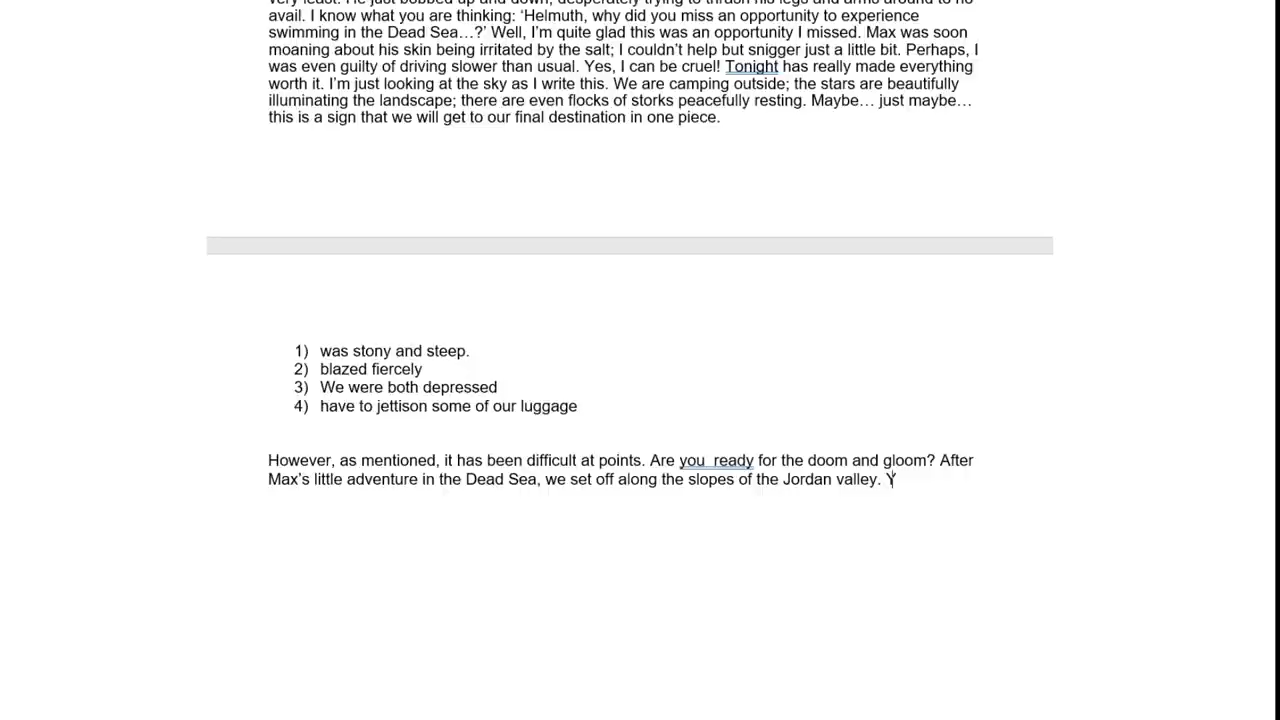 very least. He just bobbed up and down, desperately trying to thrash his legs and arms around to no
avail. I know what you are thinking: ‘Helmuth, why did you miss an opportunity to experience
swimming in the Dead Sea…?’ Well, I’m quite glad this was an opportunity I missed. Max was soon
moaning about his skin being irritated by the salt; I couldn’t help but snigger just a little bit. Perhaps, I
was even guilty of driving slower than usual. Yes, I can be cruel! Tonight has really made everything
worth it. I’m just looking at the sky as I write this. We are camping outside; the stars are beautifully
illuminating the landscape; there are even flocks of storks peacefully resting. Maybe… just maybe…
this is a sign that we will get to our final destination in one piece.
1) was stony and steep.
2) blazed fiercely
3) We were both depressed
4) have to jettison some of our luggage
However, as mentioned, it has been difficult at points. Are you  ready for the doom and gloom? After
Max’s little adventure in the Dead Sea, we set off along the slopes of the Jordan valley. Y